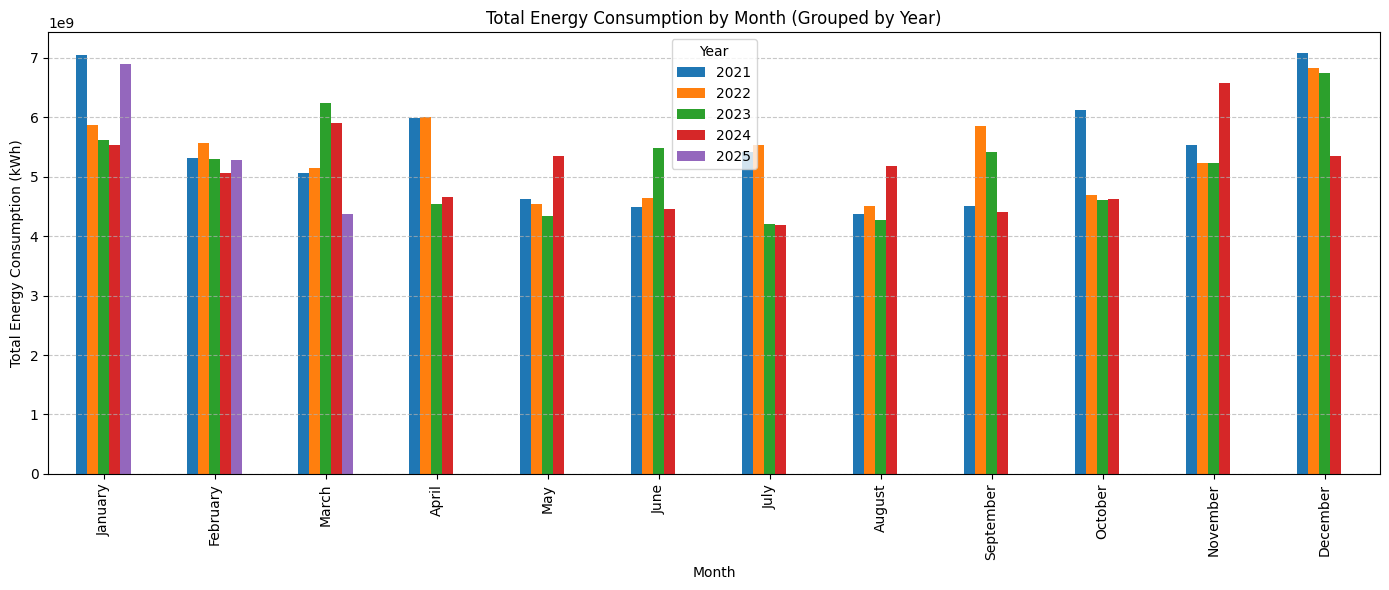 Total Energy Consumption by Month (Grouped by Year)
1e9
Total Energy Consumption (kWh)
7
6
5
4
3
2
1
0
Year
2021
2022
2023
2024
2025
January
February
March
April
May
June
July
August
September
October
November
December
Month